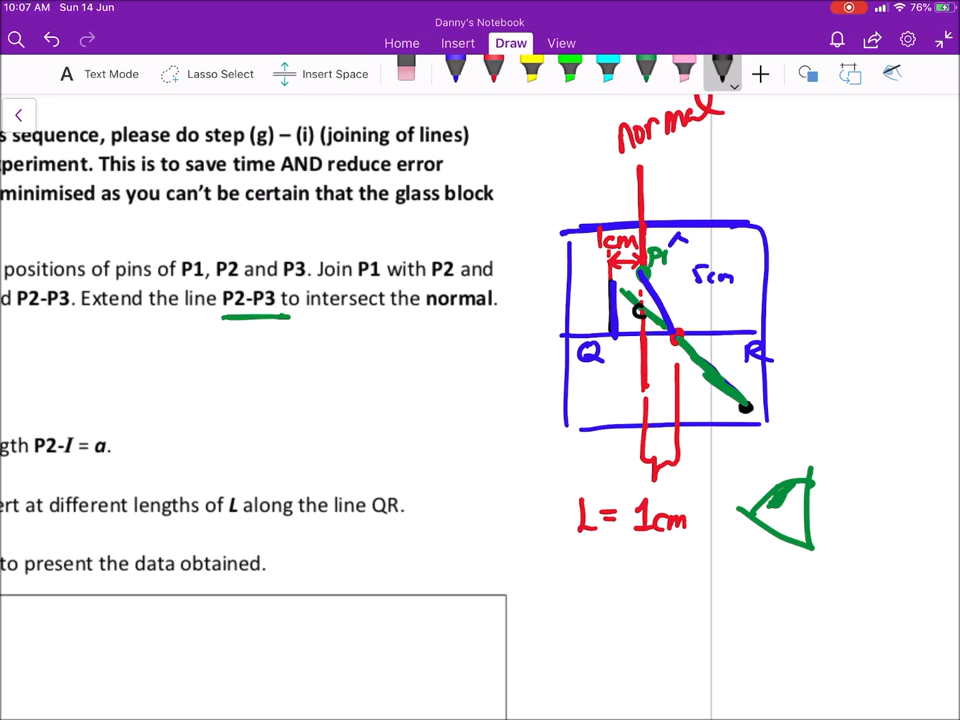 10:07 AM Sun 14 Jun
76%
Danny's Notebook
Home Insert Draw View
A Text Mode Lasso Select Insert Space
s sequence, please do step (g) – (i) (joining of lines)
xperiment. This is to save time AND reduce error
minimised as you can't be certain that the glass block
positions of pins of P1, P2 and P3. Join P1 with P2 and
d P2-P3. Extend the line P2-P3 to intersect the normal.
gth P2-I = a.
ert at different lengths of L along the line QR.
to present the data obtained.
normal
1cm
P1
5cm
Q
R
L = 1cm